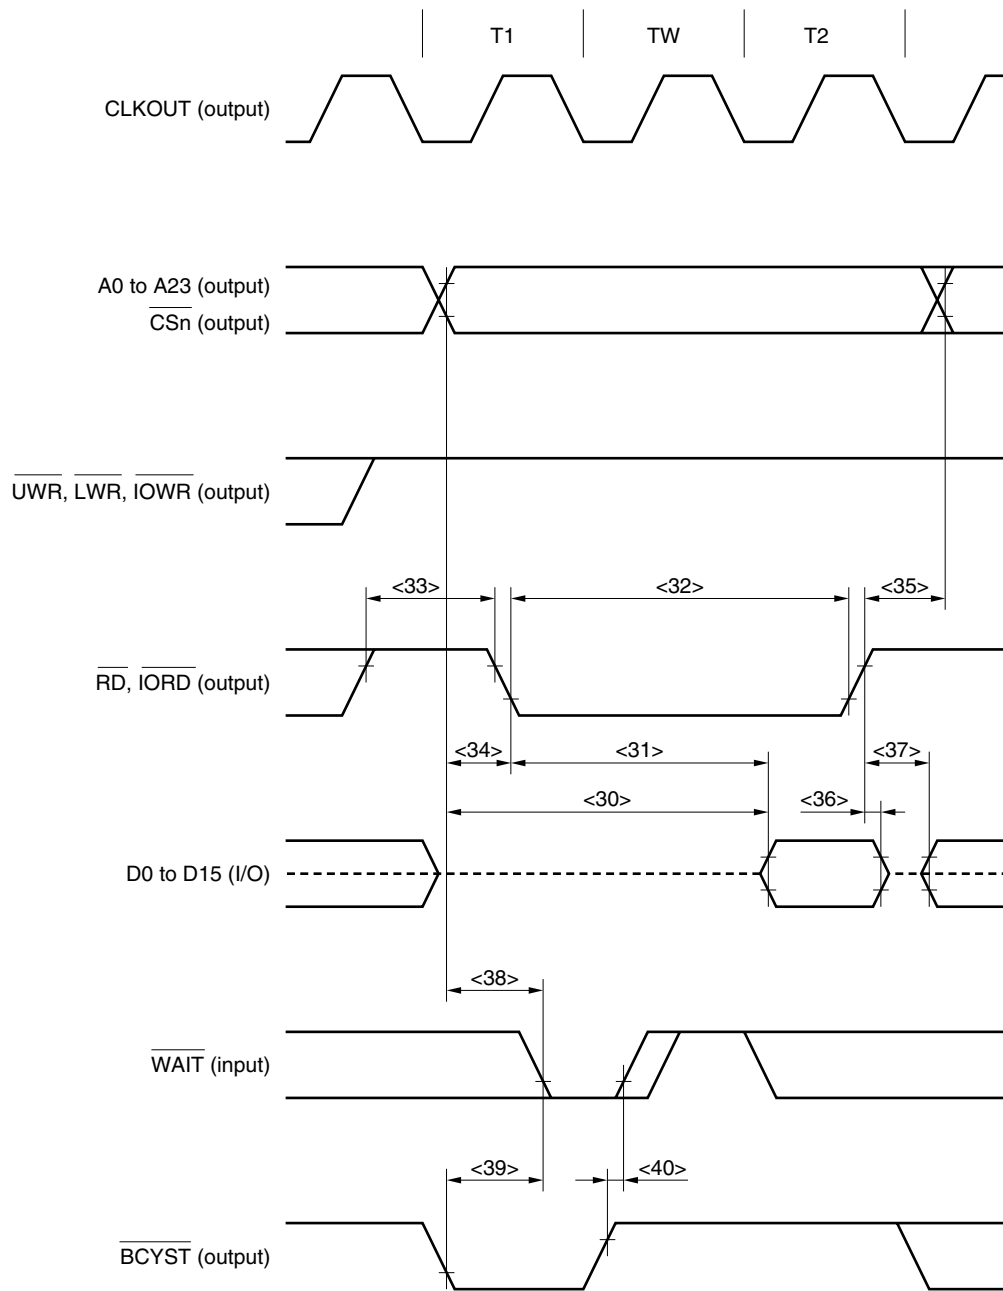 T1 TW T2
CLKOUT (output)
A0 to A23 (output)
CSn (output)
UWR, LWR, IOWR (output)
<33> <32> <35>
RD, IORD (output)
<34> <31> <37>
<30> <36>
D0 to D15 (I/O)
<38>
WAIT (input)
<39> <40>
BCYST (output)